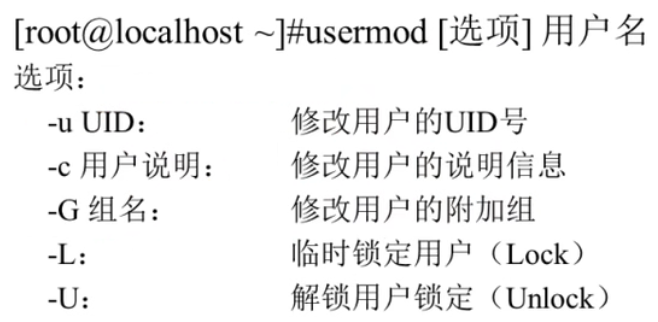 [root@localhost ~]#usermod [选项] 用户名
选项：
-u UID： 修改用户的UID号
-c 用户说明： 修改用户的说明信息
-G 组名： 修改用户的附加组
-L： 临时锁定用户（Lock）
-U： 解锁用户锁定（Unlock）